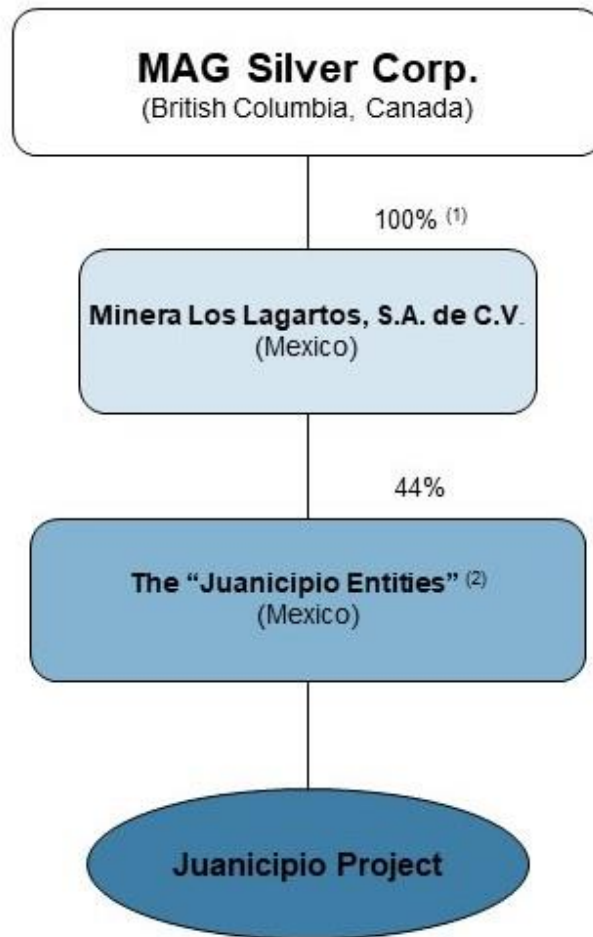 MAG Silver Corp.
(British Columbia, Canada)
100% (1)
Minera Los Lagartos, S.A. de C.V.
(Mexico)
44%
The “Juanicipio Entities” (2)
(Mexico)
Juanicipio Project